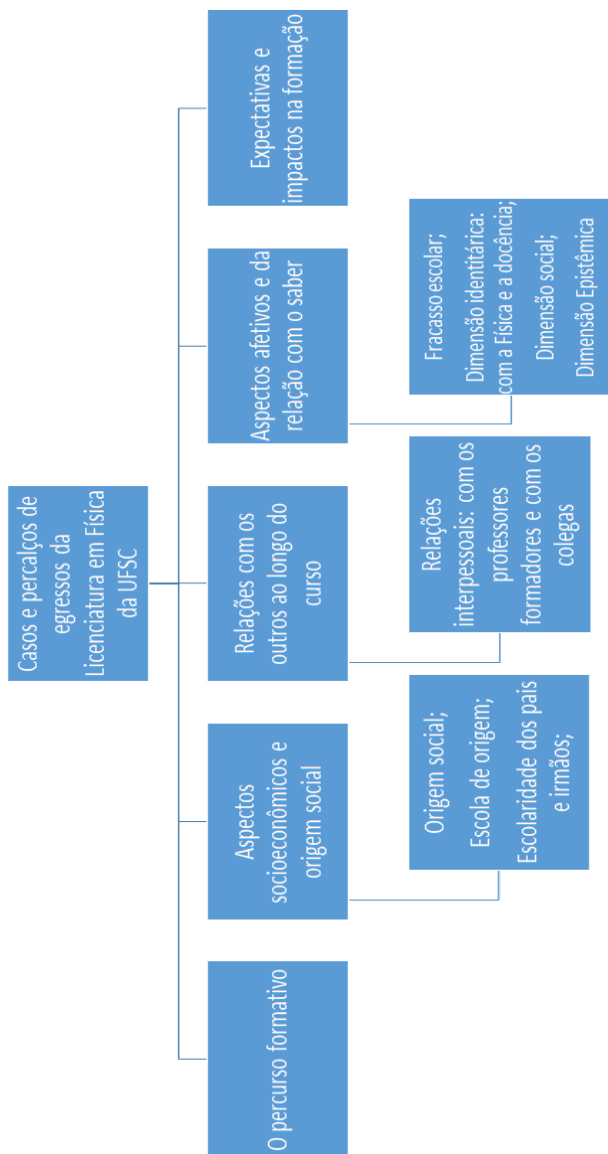 Casos e percalços de
egressos da
Licenciatura em Física
da UFSC
O percurso formativo
Aspectos
socioeconômicos e
origem social
Relações com os
outros ao longo do
curso
Aspectos afetivos e da
relação com o saber
Expectativas e
impactos na formação
Origem social;
Escola de origem;
Escolaridade dos pais
e irmãos;
Relações
interpessoais: com os
professores
formadores e com os
colegas
Fracasso escolar;
Dimensão identitárica:
com a Física e a docência;
Dimensão social;
Dimensão Epistêmica